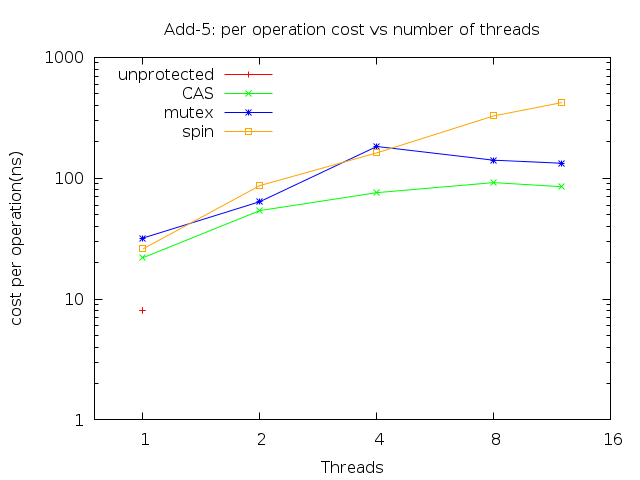 Add-5: per operation cost vs number of threads
1000
unprotected
CAS
mutex
spin
100
cost per operation(ns)
10
1
1 2 4 8 16
Threads